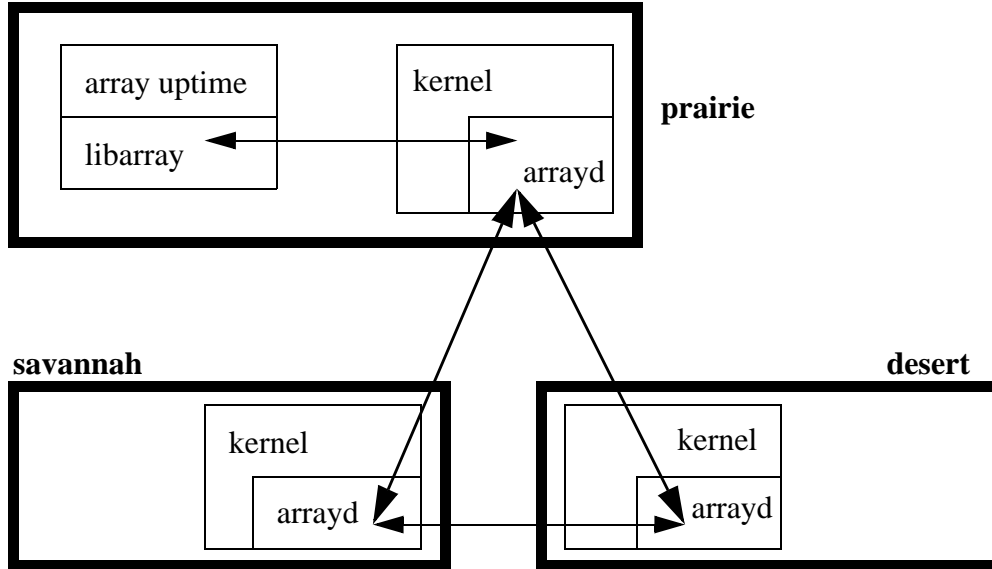 array uptime
libarray
kernel
arrayd
prairie
savannah
kernel
arrayd
desert
kernel
arrayd